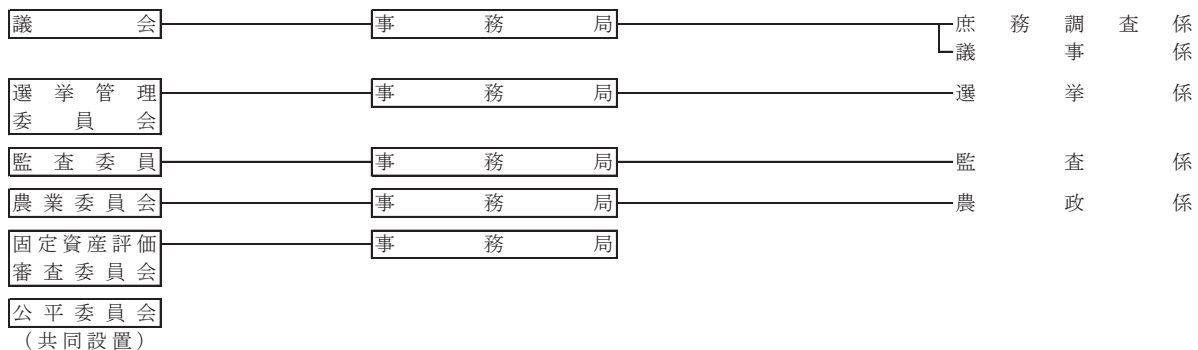 議会 事務局 庶務調査係
議事係
選挙管理 事務局 選挙係
委員会
監査委員 事務局 監査係
農業委員会 事務局 農政係
固定資産評価 事務局
審査委員会
公平委員会
（共同設置）